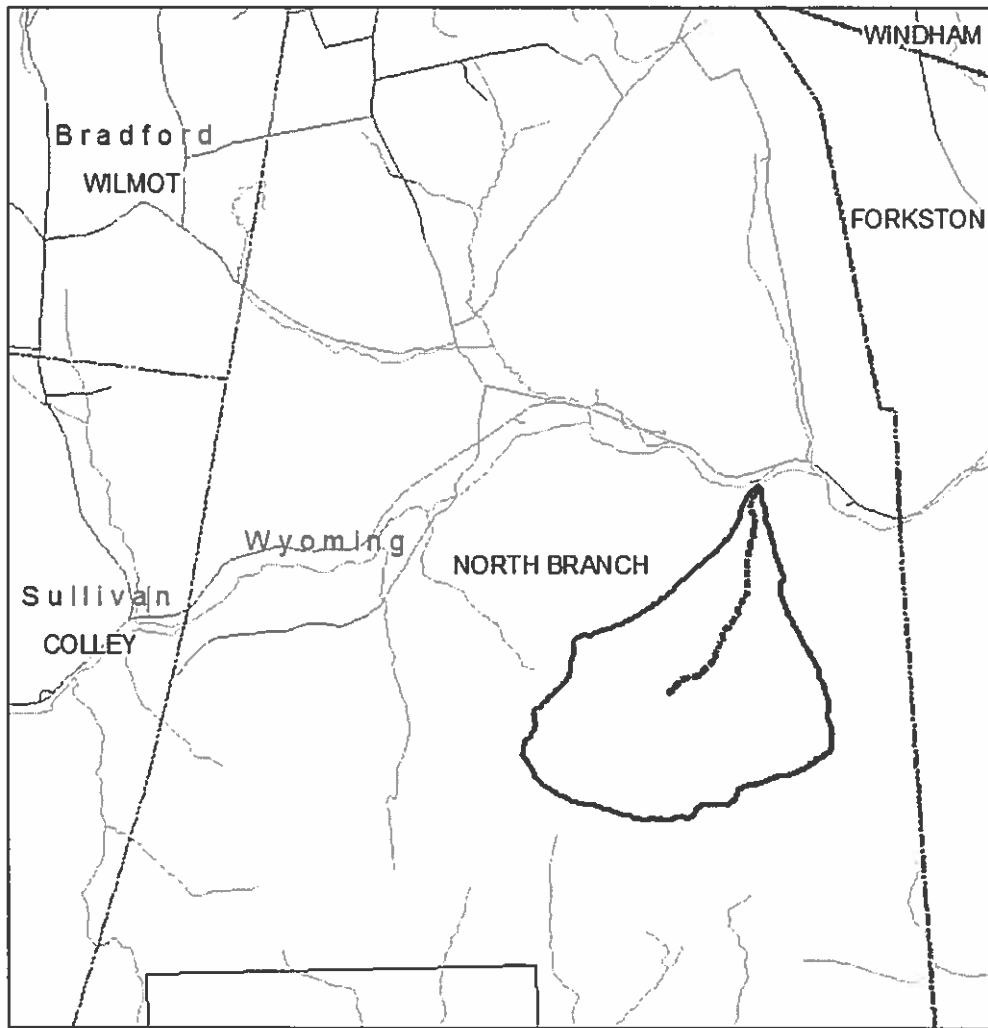 WINDHAM
Bradford
WILMOT
FORKSTON
Wyoming
NORTH BRANCH
Sullivan
COLLEY